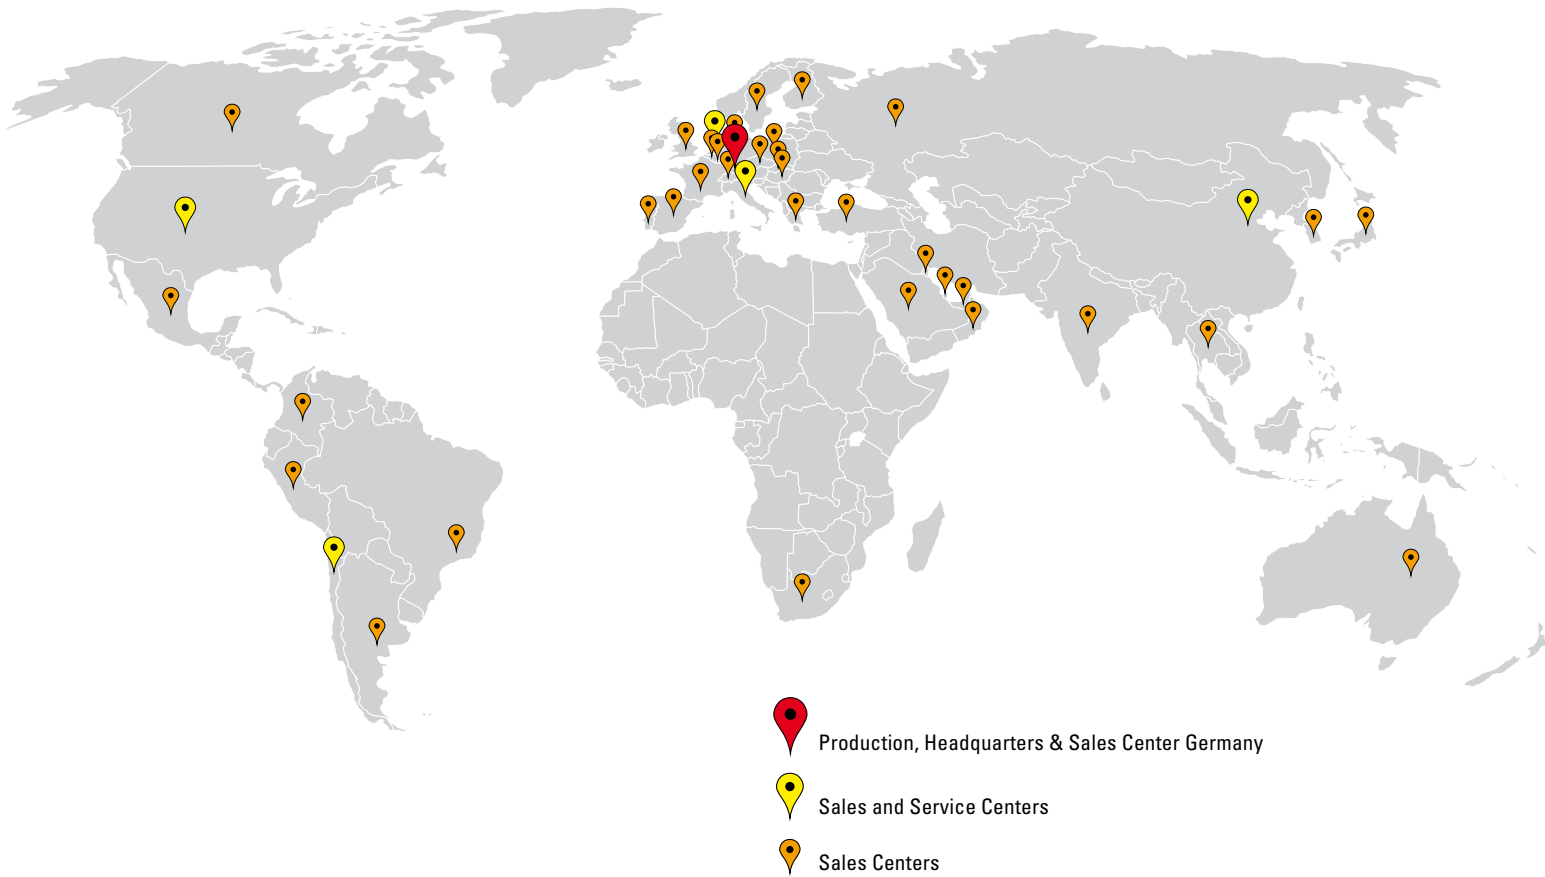 Production, Headquarters & Sales Center Germany
Sales and Service Centers
Sales Centers